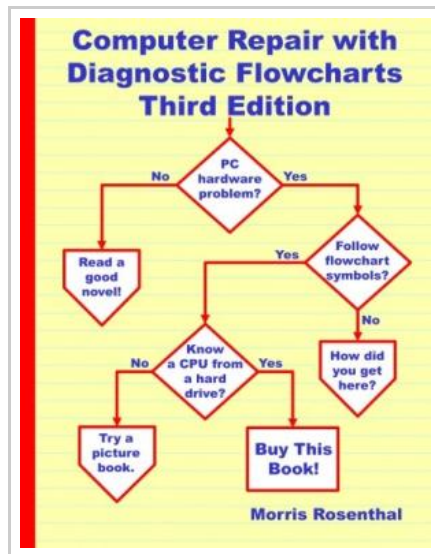 Computer Repair with
Diagnostic Flowcharts
Third Edition
PC
hardware
problem?
No
Yes
Read a
good
novel!
Yes
Follow
flowchart
symbols?
No
Know
a CPU from
a hard
drive?
No
Yes
How did
you get
here?
Try a
picture
book.
Buy This
Book!
Morris Rosenthal